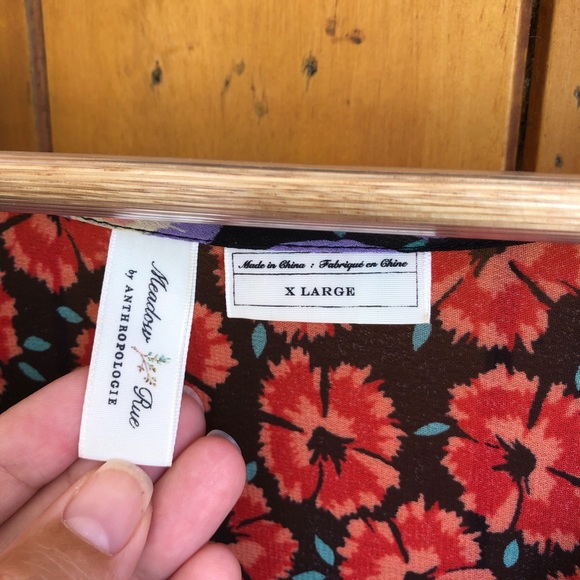 Meadow Rue
by ANTHROPOLOGIE
Made in China : Fabriqué en Chine
X LARGE